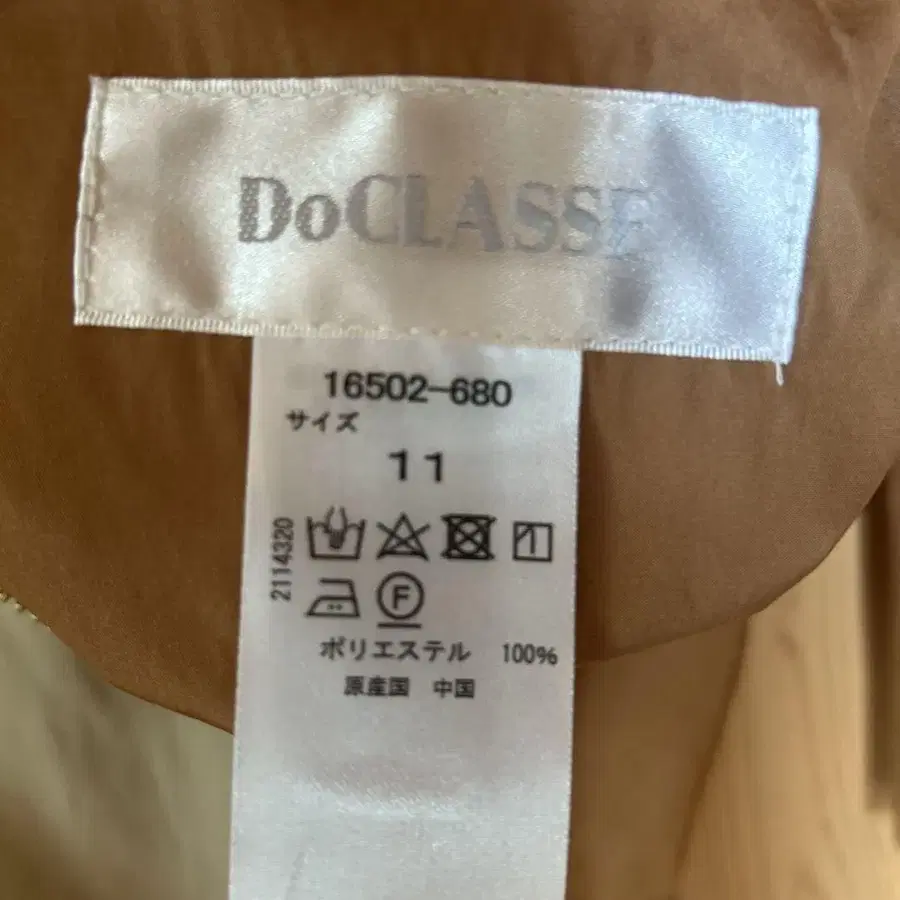 DoCLASSE
16502-680
サイズ
11
2114320
F
ポリエステル 100%
原産国 中国